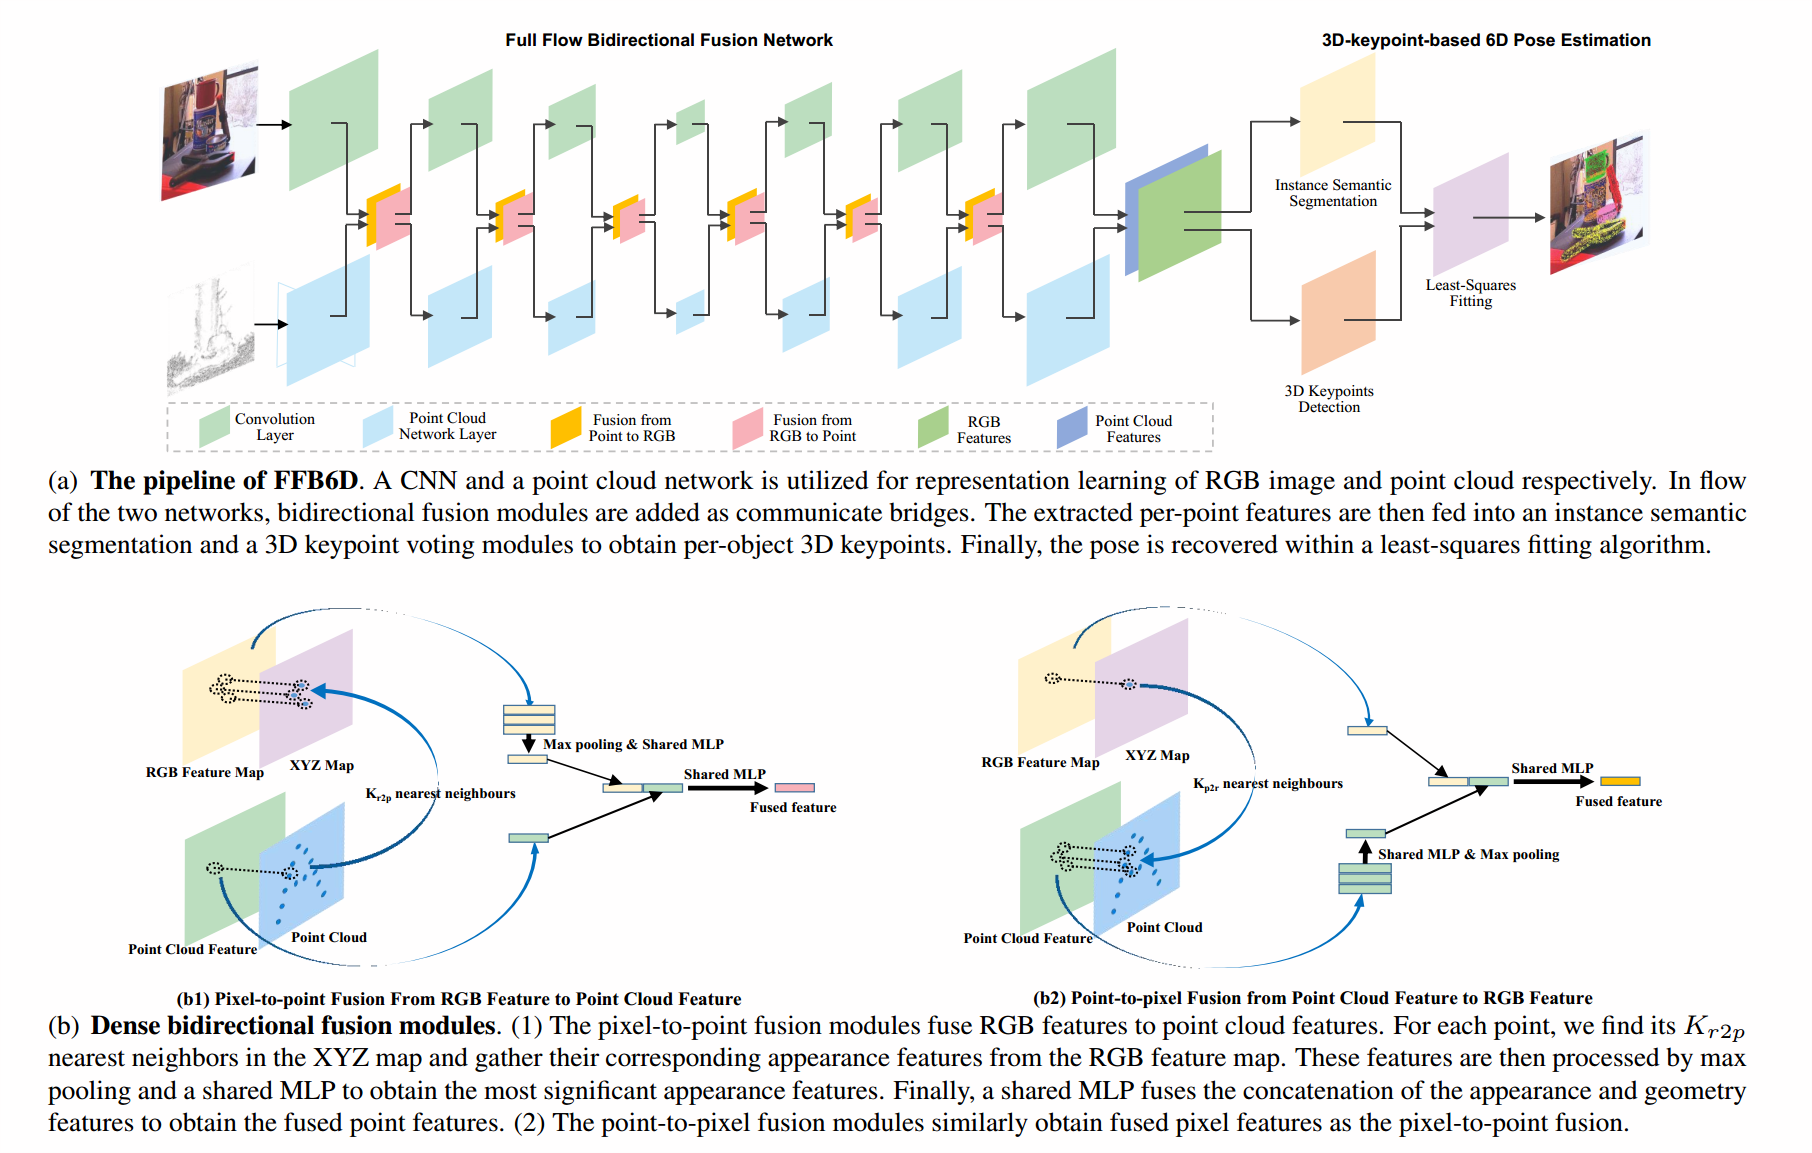 Full Flow Bidirectional Fusion Network
3D-keypoint-based 6D Pose Estimation
Instance Semantic
Segmentation
Least-Squares
Fitting
3D Keypoints
Detection
Convolution
Layer
Point Cloud
Network Layer
Fusion from
Point to RGB
Fusion from
RGB to Point
RGB
Features
Point Cloud
Features
(a) The pipeline of FFB6D. A CNN and a point cloud network is utilized for representation learning of RGB image and point cloud respectively. In flow
of the two networks, bidirectional fusion modules are added as communicate bridges. The extracted per-point features are then fed into an instance semantic
segmentation and a 3D keypoint voting modules to obtain per-object 3D keypoints. Finally, the pose is recovered within a least-squares fitting algorithm.
RGB Feature Map
XYZ Map
Max pooling & Shared MLP
Shared MLP
Fused feature
Kr2p nearest neighbours
Point Cloud Feature
Point Cloud
(b1) Pixel-to-point Fusion From RGB Feature to Point Cloud Feature
RGB Feature Map
XYZ Map
Kp2r nearest neighbours
Shared MLP
Fused feature
Shared MLP & Max pooling
Point Cloud Feature
Point Cloud
(b2) Point-to-pixel Fusion from Point Cloud Feature to RGB Feature
(b) Dense bidirectional fusion modules. (1) The pixel-to-point fusion modules fuse RGB features to point cloud features. For each point, we find its Kr2p
nearest neighbors in the XYZ map and gather their corresponding appearance features from the RGB feature map. These features are then processed by max
pooling and a shared MLP to obtain the most significant appearance features. Finally, a shared MLP fuses the concatenation of the appearance and geometry
features to obtain the fused point features. (2) The point-to-pixel fusion modules similarly obtain fused pixel features as the pixel-to-point fusion.